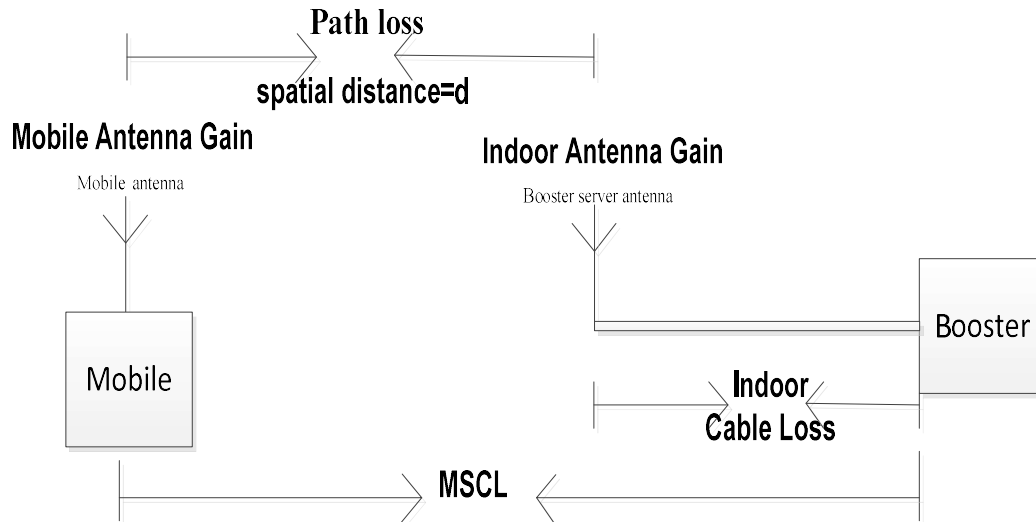 Path loss
spatial distance=d
Mobile Antenna Gain
Indoor Antenna Gain
Mobile antenna
Booster server antenna
Mobile
Booster
Indoor
Cable Loss
MSCL